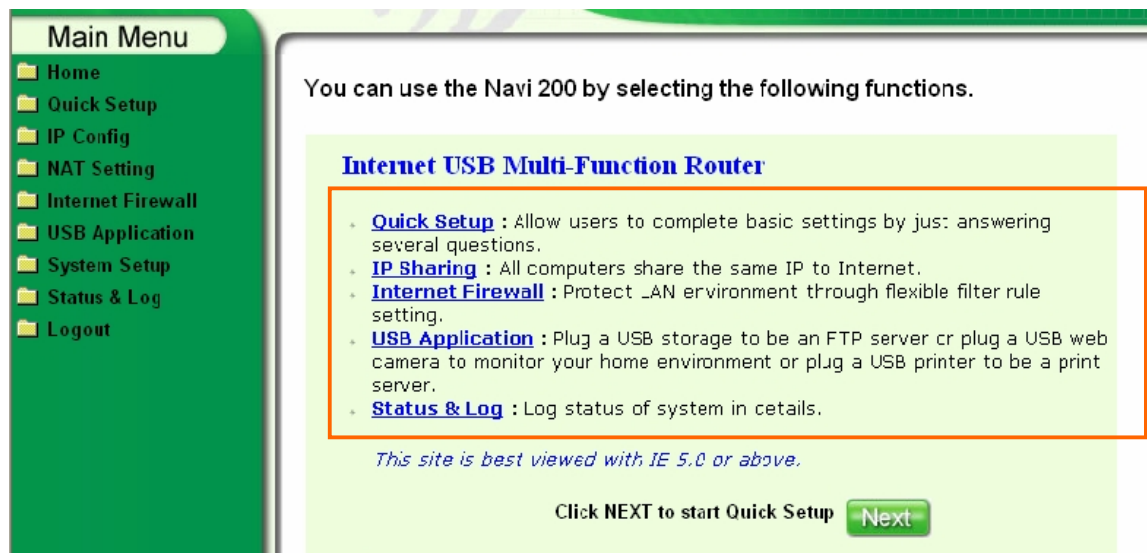 Main Menu
Home
Quick Setup
IP Config
NAT Setting
Internet Firewall
USB Application
System Setup
Status & Log
Logout
You can use the Navi 200 by selecting the following functions.
Internet USB Multi-Function Router
Quick Setup : Allow users to complete basic settings by just answering
several questions.
IP Sharing : All computers share the same IP to Internet.
Internet Firewall : Protect LAN environment through flexible filter rule
setting.
USB Application : Plug a USB storage to be an FTP server or plug a USB web
camera to monitor your home environment or plug a USB printer to be a print
server.
Status & Log : Log status of system in cetails.
This site is best viewed with IE 5.0 or above.
Click NEXT to start Quick Setup Next